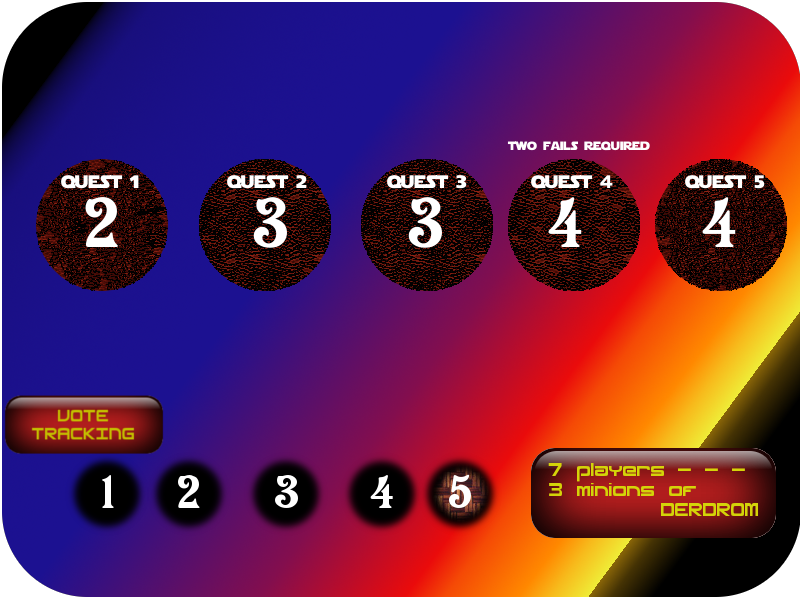 TWO FAILS REQUIRED
QUEST 1
2
QUEST 2
3
QUEST 3
3
QUEST 4
4
QUEST 5
4
VOTE
TRACKING
1
2
3
4
5
7 players - - -
3 minions of
DERDROM